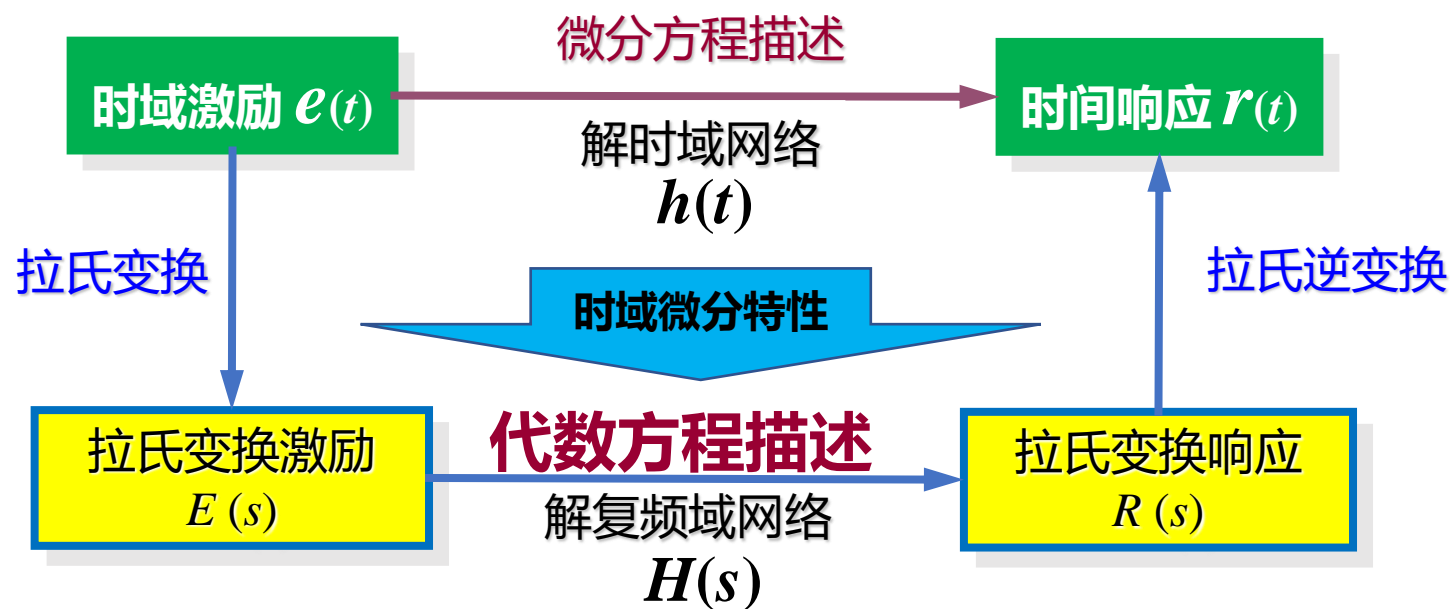 微分方程描述
时域激励 e(t)
时间响应 r(t)
解时域网络
h(t)
拉氏变换
拉氏逆变换
时域微分特性
代数方程描述
拉氏变换激励
E (s)
拉氏变换响应
R (s)
解复频域网络
H(s)